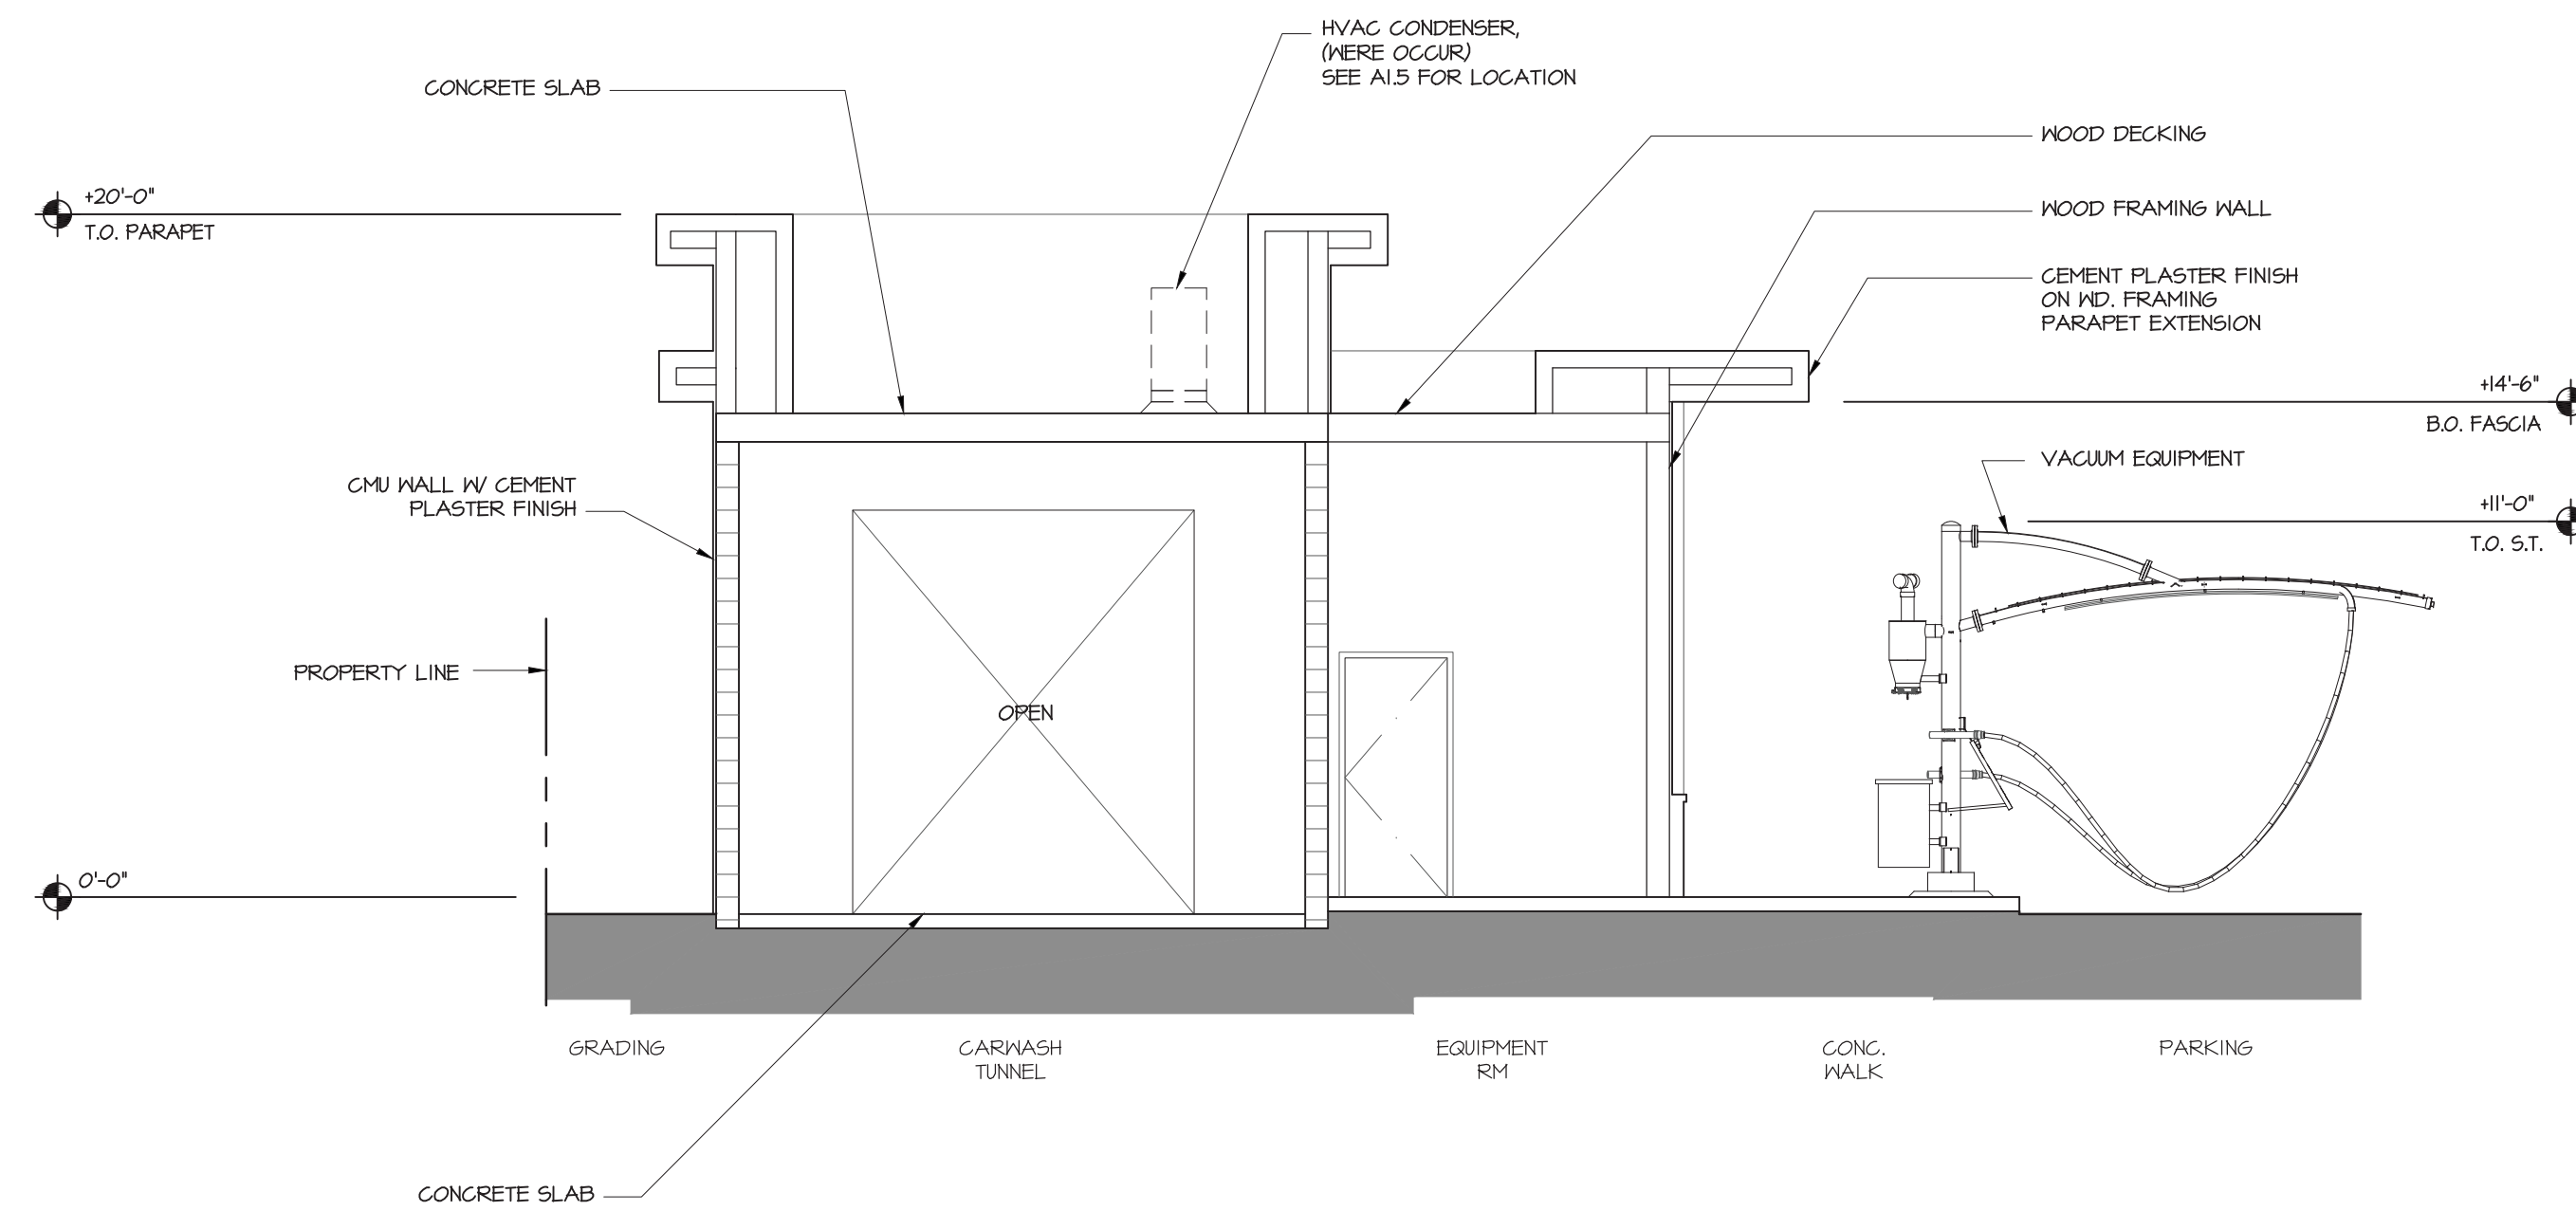 HVAC CONDENSER,
(WERE OCCUR)
SEE A1.5 FOR LOCATION
CONCRETE SLAB
WOOD DECKING
+20'-0"
T.O. PARAPET
WOOD FRAMING WALL
CEMENT PLASTER FINISH
ON WD. FRAMING
PARAPET EXTENSION
+14'-6"
B.O. FASCIA
VACUUM EQUIPMENT
CMU WALL W/ CEMENT
PLASTER FINISH
+11'-0"
T.O. S.T.
PROPERTY LINE
OPEN
0'-0"
GRADING
CARWASH
TUNNEL
EQUIPMENT
RM
CONC.
WALK
PARKING
CONCRETE SLAB